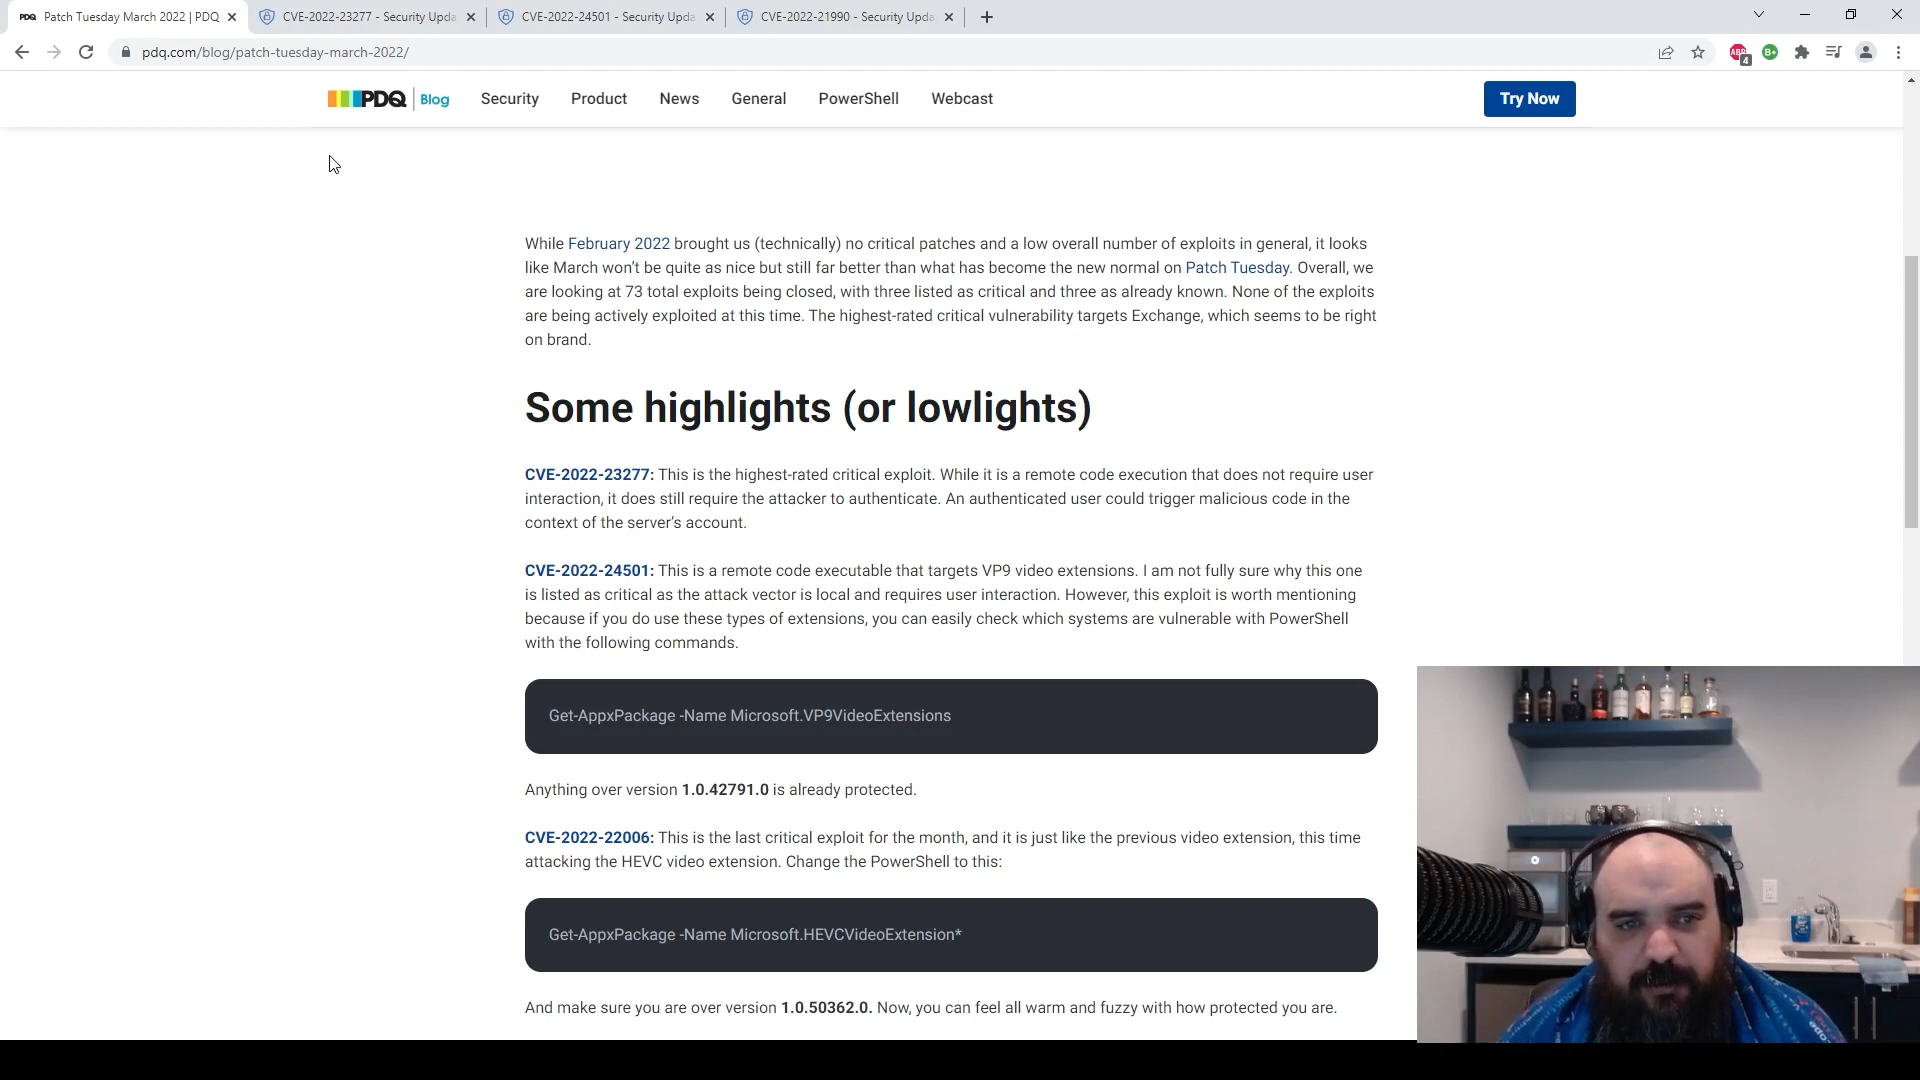 PDQ Patch Tuesday March 2022 | PDQ
CVE-2022-23277 - Security Upda
CVE-2022-24501 - Security Upda
CVE-2022-21990 - Security Upda
pdq.com/blog/patch-tuesday-march-2022/
ABP 4
B+
PDQ Blog Security Product News General PowerShell Webcast Try Now
While February 2022 brought us (technically) no critical patches and a low overall number of exploits in general, it looks
like March won’t be quite as nice but still far better than what has become the new normal on Patch Tuesday. Overall, we
are looking at 73 total exploits being closed, with three listed as critical and three as already known. None of the exploits
are being actively exploited at this time. The highest-rated critical vulnerability targets Exchange, which seems to be right
on brand.
Some highlights (or lowlights)
CVE-2022-23277: This is the highest-rated critical exploit. While it is a remote code execution that does not require user
interaction, it does still require the attacker to authenticate. An authenticated user could trigger malicious code in the
context of the server’s account.
CVE-2022-24501: This is a remote code executable that targets VP9 video extensions. I am not fully sure why this one
is listed as critical as the attack vector is local and requires user interaction. However, this exploit is worth mentioning
because if you do use these types of extensions, you can easily check which systems are vulnerable with PowerShell
with the following commands.
Get-AppxPackage -Name Microsoft.VP9VideoExtensions
Anything over version 1.0.42791.0 is already protected.
CVE-2022-22006: This is the last critical exploit for the month, and it is just like the previous video extension, this time
attacking the HEVC video extension. Change the PowerShell to this:
Get-AppxPackage -Name Microsoft.HEVCVideoExtension*
And make sure you are over version 1.0.50362.0. Now, you can feel all warm and fuzzy with how protected you are.